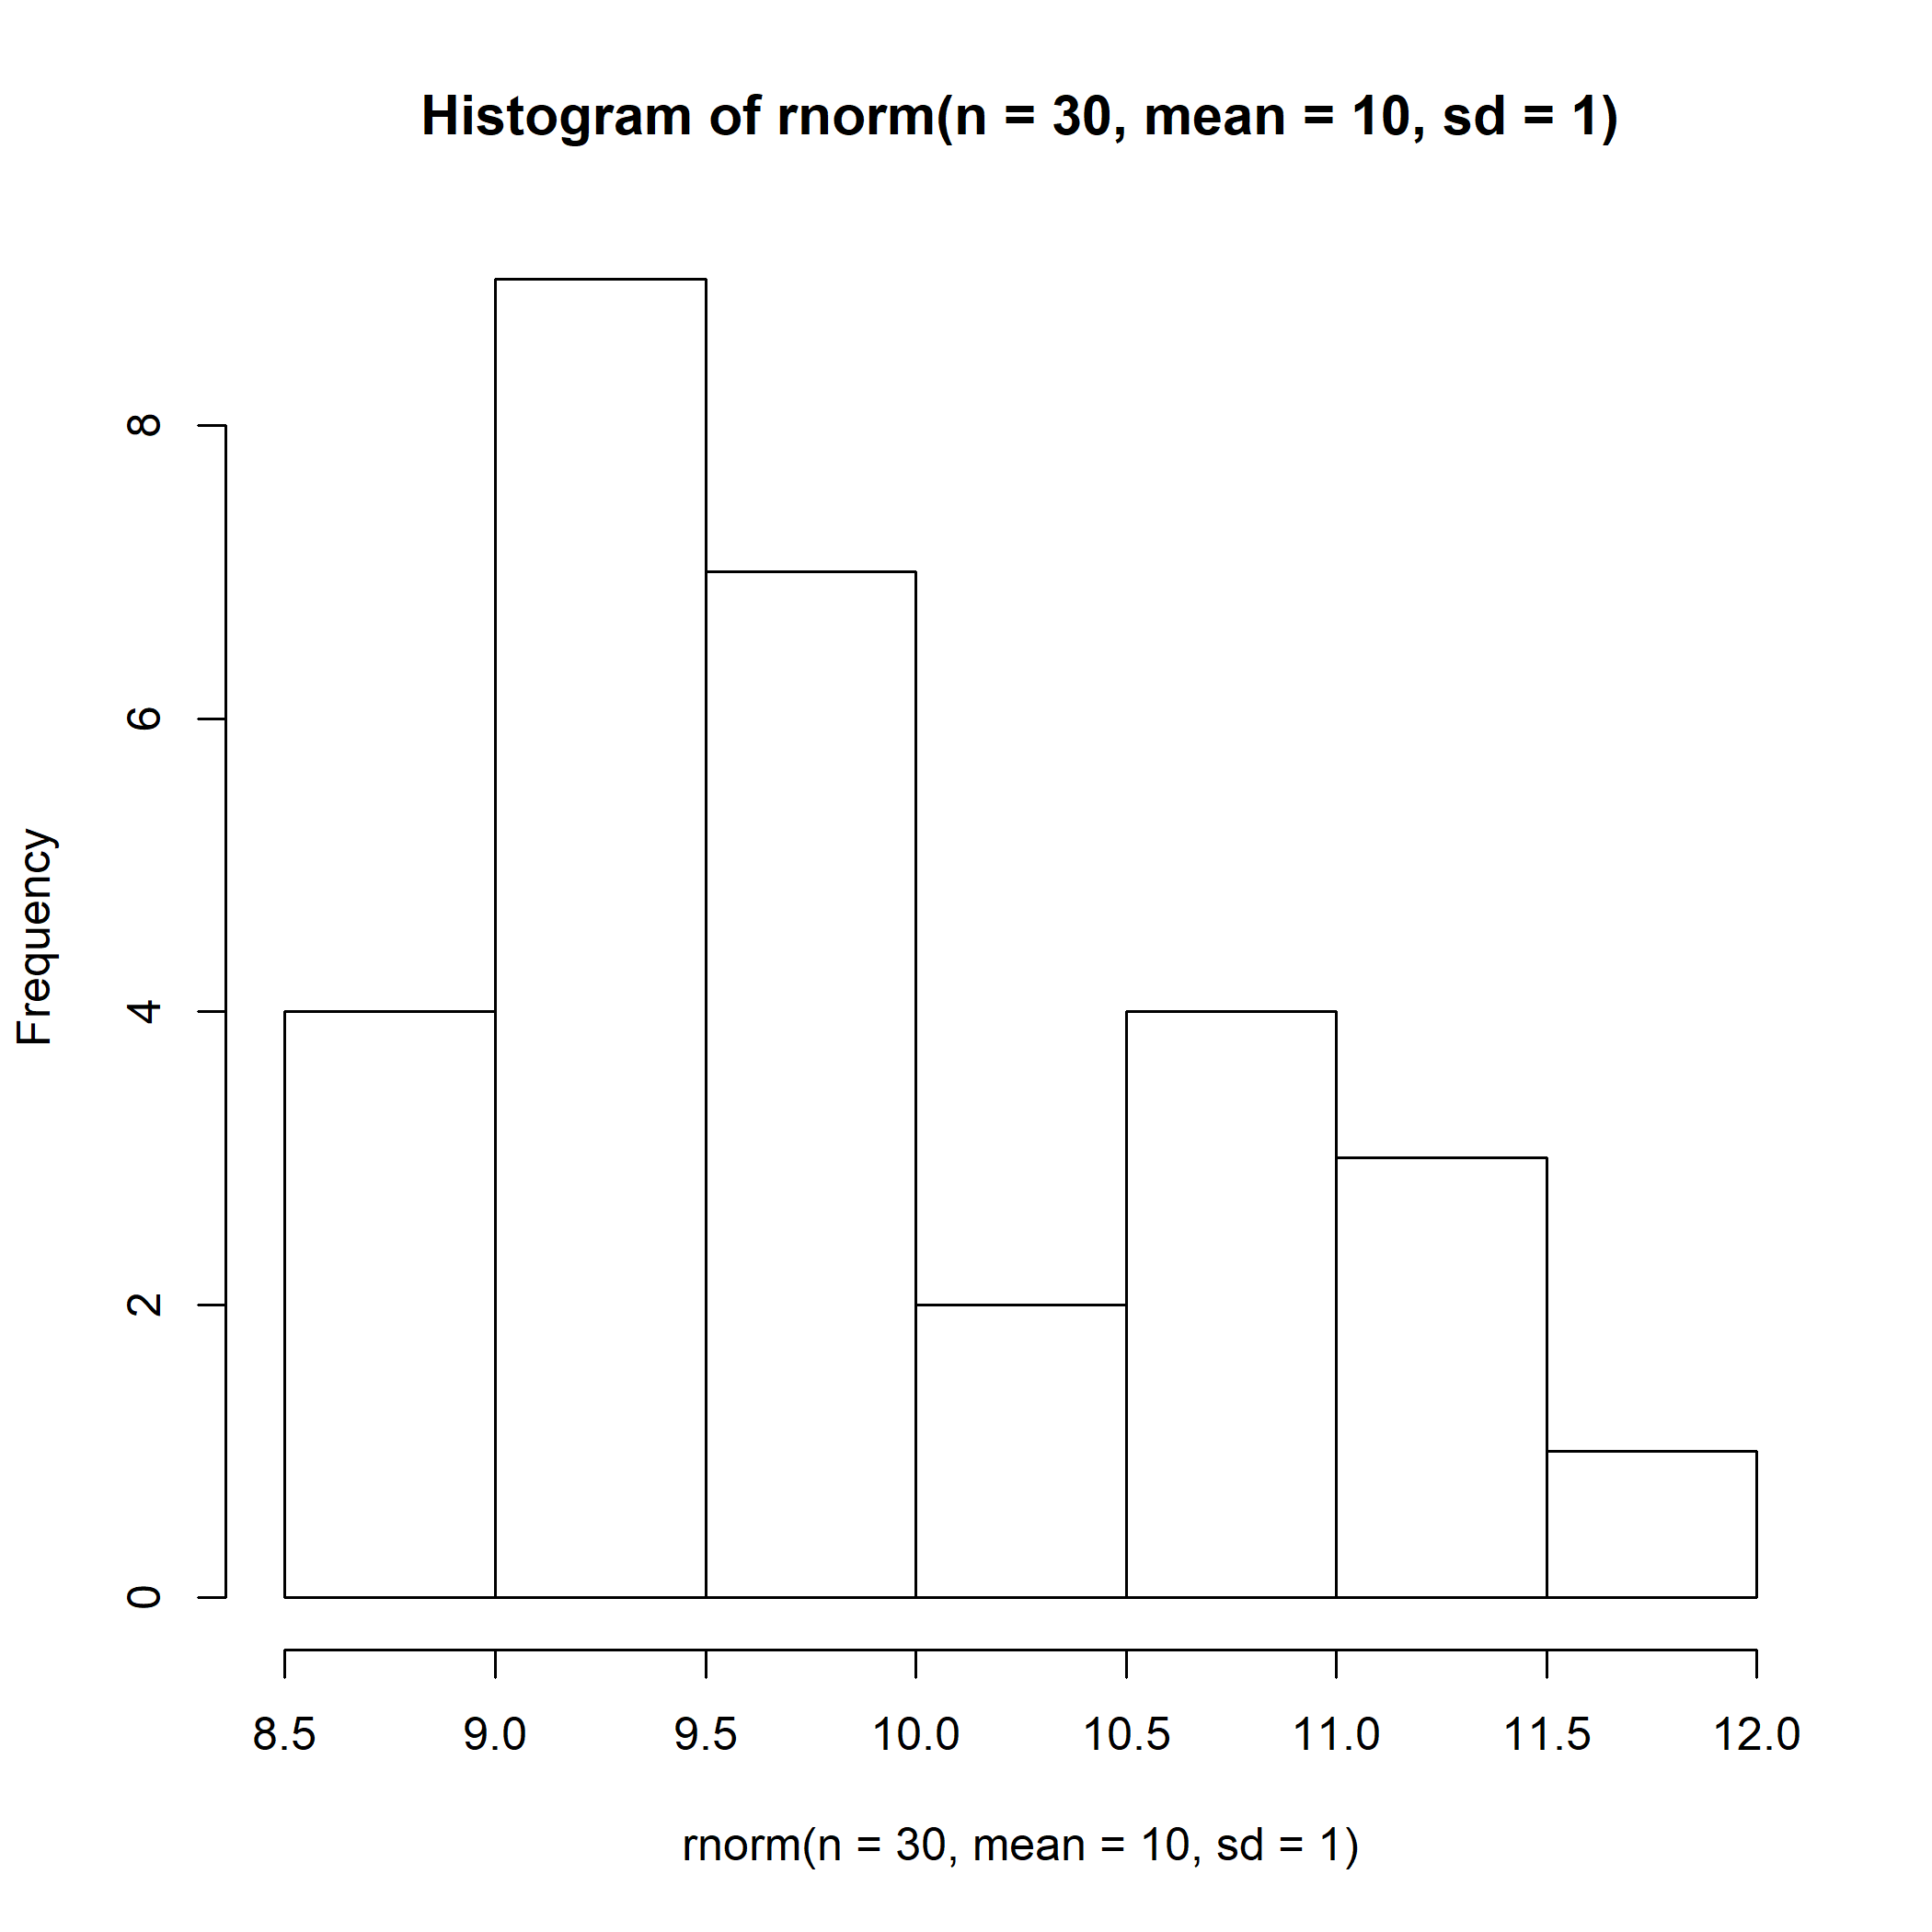 Histogram of rnorm(n = 30, mean = 10, sd = 1)
Frequency
8
6
4
2
0
8.5 9.0 9.5 10.0 10.5 11.0 11.5 12.0
rnorm(n = 30, mean = 10, sd = 1)